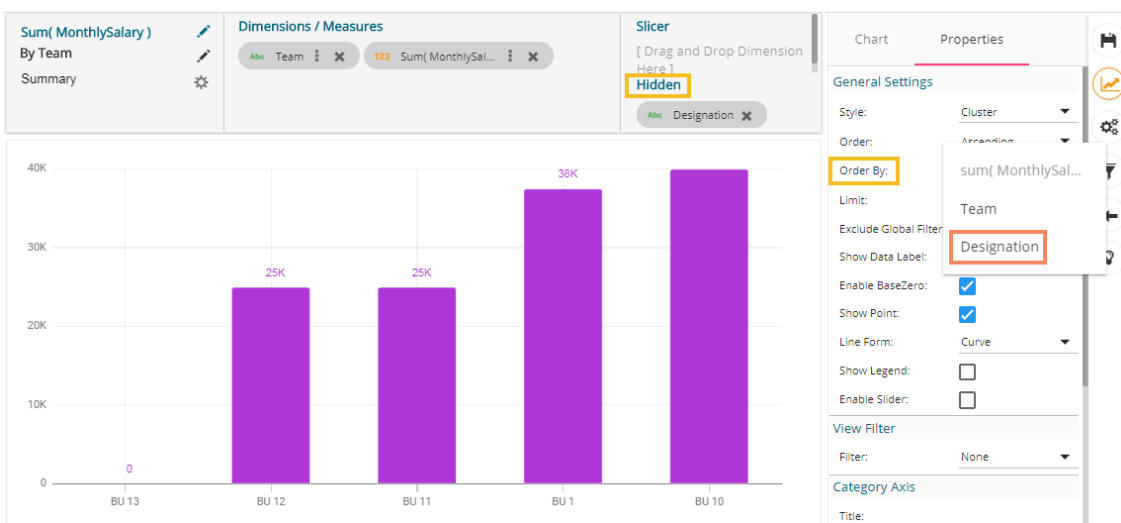 Sum( MonthlySalary )
By Team
Summary
Dimensions / Measures
Abc Team
123 Sum( MonthlySal...
Slicer
[ Drag and Drop Dimension
Here ]
Hidden
Abc Designation
Chart Properties
General Settings
Style: Cluster
Order: Ascending
Order By:
Limit:
Exclude Global Filter
Show Data Label:
Enable BaseZero:
Show Point:
Line Form: Curve
Show Legend:
Enable Slider:
View Filter
Filter: None
Category Axis
Title:
sum( MonthlySal...
Team
Designation
40K
30K
20K
10K
0
0
25K
25K
38K
BU 13
BU 12
BU 11
BU 1
BU 10